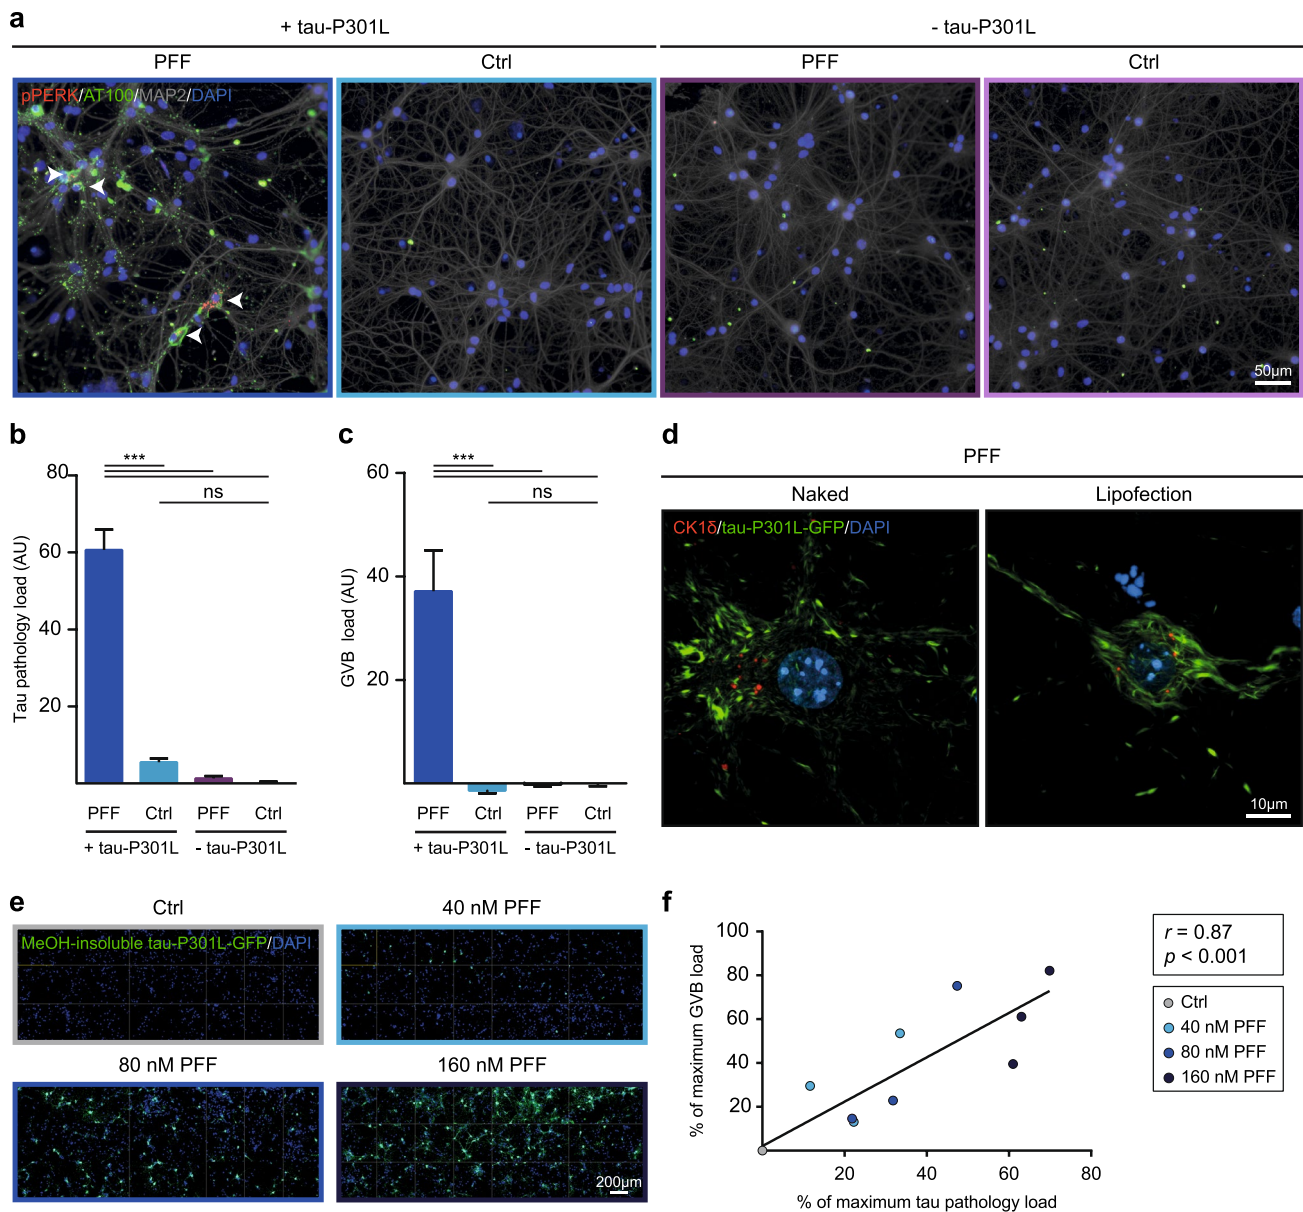 a
+ tau-P301L
- tau-P301L
PFF
Ctrl
PFF
Ctrl
pPERK/AT100/MAP2/DAPI
50µm
b
Tau pathology load (AU)
80
60
40
20
***
ns
PFF
Ctrl
PFF
Ctrl
+ tau-P301L
- tau-P301L
c
GVB load (AU)
60
40
20
***
ns
PFF
Ctrl
PFF
Ctrl
+ tau-P301L
- tau-P301L
d
PFF
Naked
Lipofection
CK1δ/tau-P301L-GFP/DAPI
10µm
e
Ctrl
40 nM PFF
MeOH-insoluble tau-P301L-GFP/DAPI
80 nM PFF
160 nM PFF
200µm
f
% of maximum GVB load
100
80
60
40
20
20
40
60
80
% of maximum tau pathology load
r = 0.87
p < 0.001
Ctrl
40 nM PFF
80 nM PFF
160 nM PFF